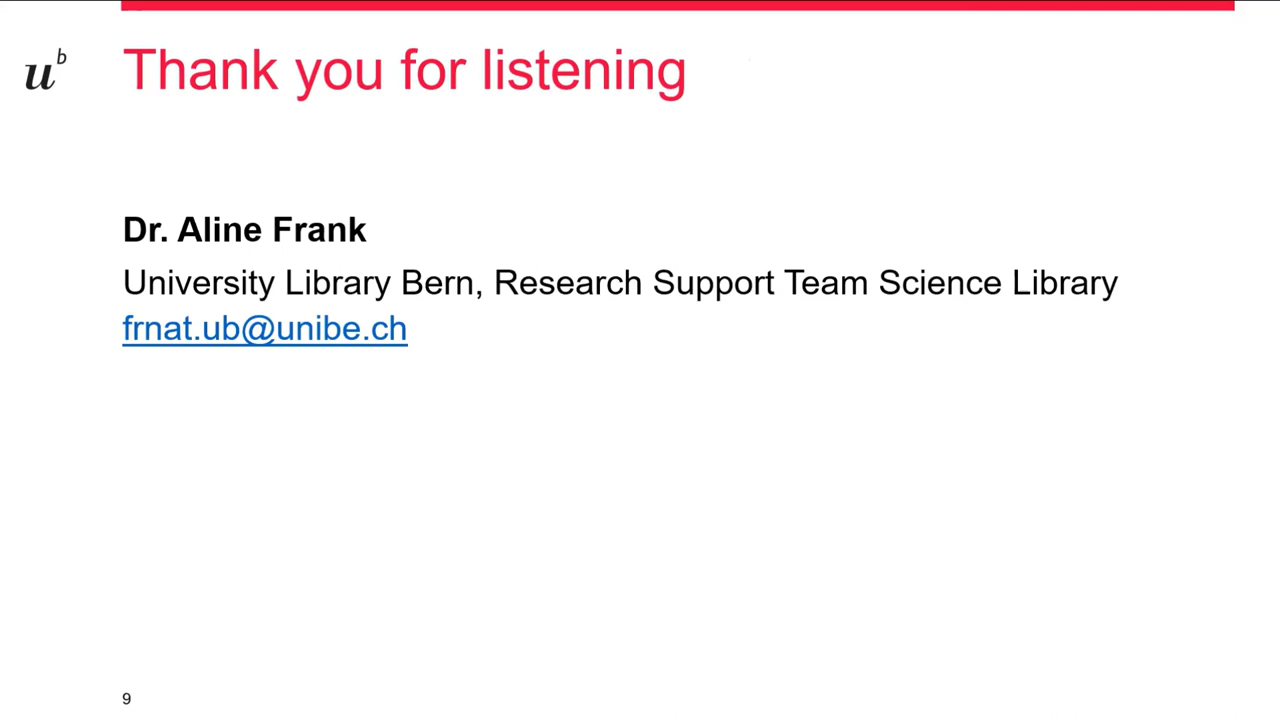 u^b
Thank you for listening
Dr. Aline Frank
University Library Bern, Research Support Team Science Library
frnat.ub@unibe.ch
9